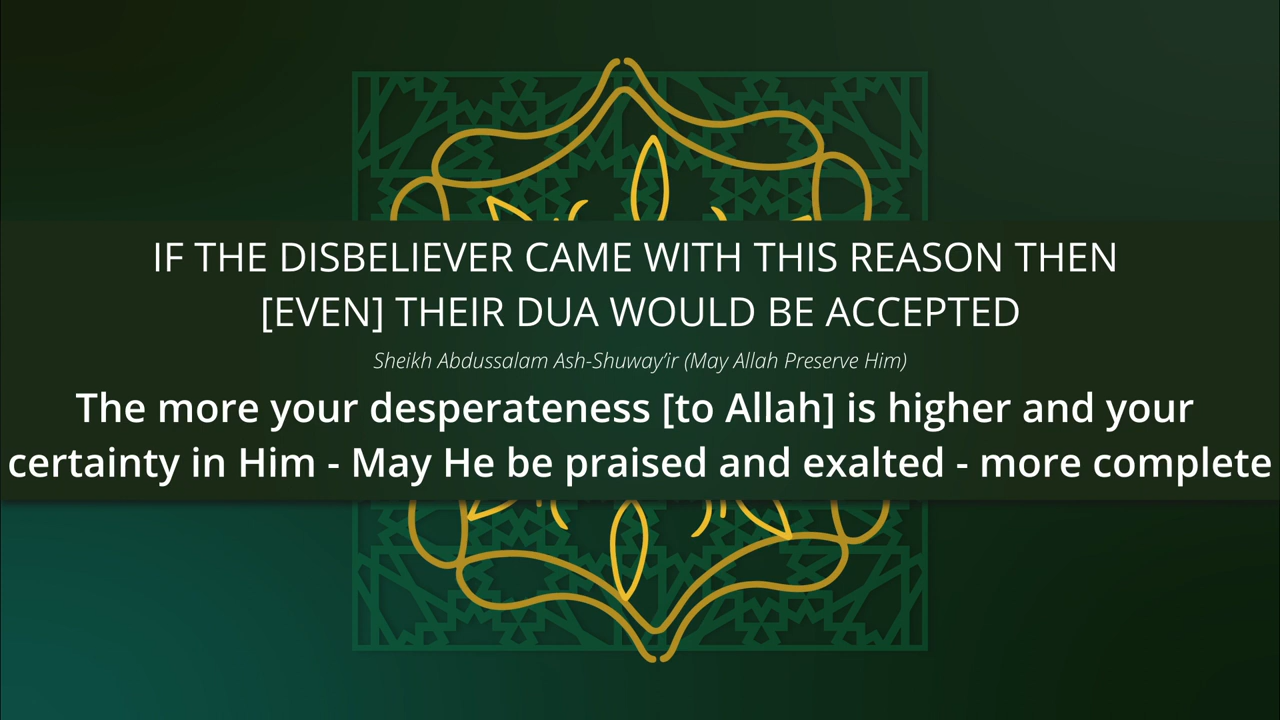 IF THE DISBELIEVER CAME WITH THIS REASON THEN
[EVEN] THEIR DUA WOULD BE ACCEPTED
Sheikh Abdussalam Ash-Shuway’ir (May Allah Preserve Him)
The more your desperateness [to Allah] is higher and your
certainty in Him - May He be praised and exalted - more complete